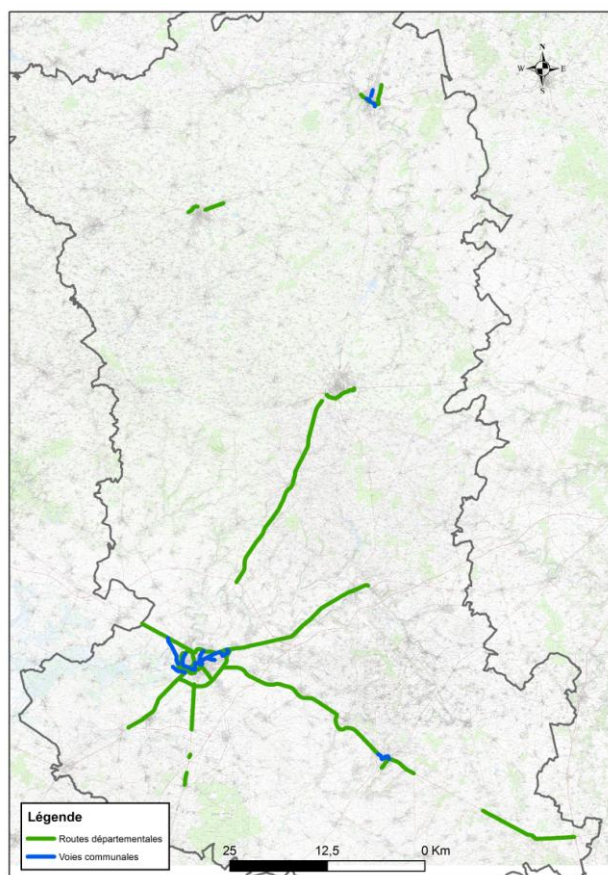 N
W E
S
Légende
Routes départementales
Voies communales
25 12.5 0 Km